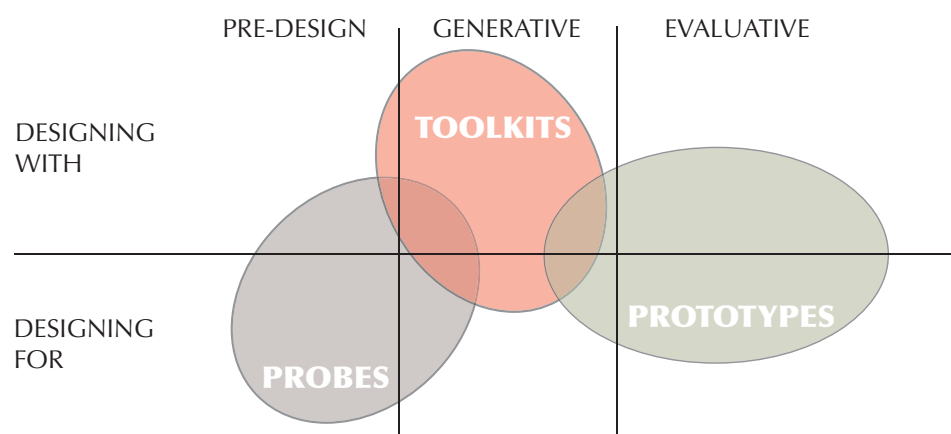 PRE-DESIGN
GENERATIVE
EVALUATIVE
DESIGNING
WITH
TOOLKITS
DESIGNING
FOR
PROTOTYPES
PROBES